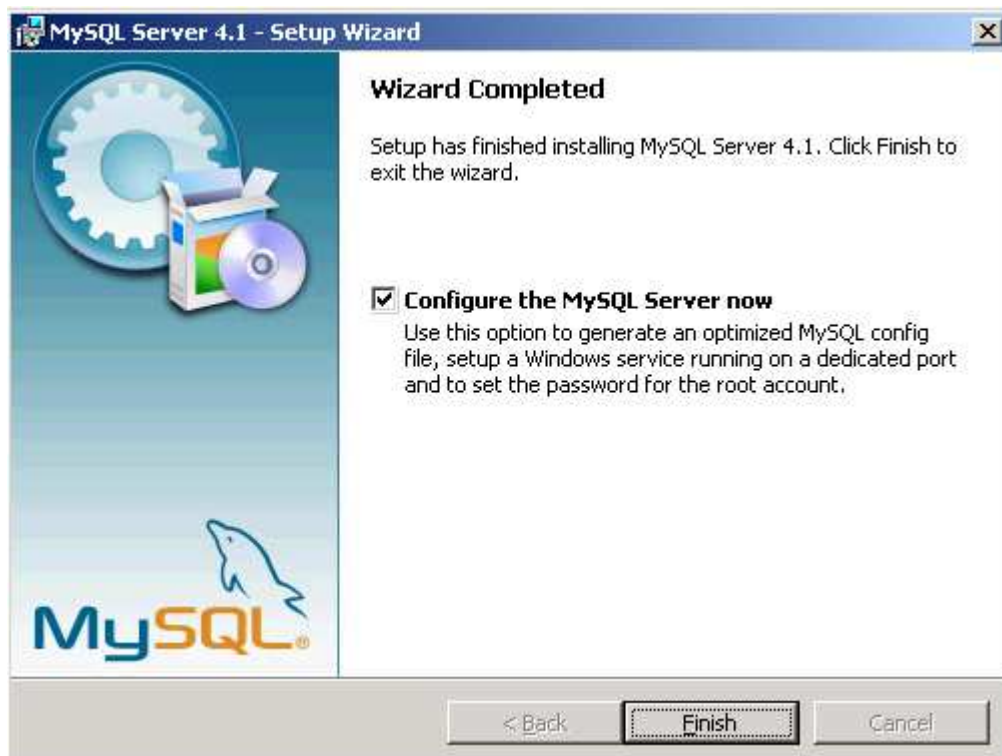 MySQL Server 4.1 - Setup Wizard
Wizard Completed
Setup has finished installing MySQL Server 4.1. Click Finish to
exit the wizard.
Configure the MySQL Server now
Use this option to generate an optimized MySQL config
file, setup a Windows service running on a dedicated port
and to set the password for the root account.
MySQL®
< Back
Finish
Cancel